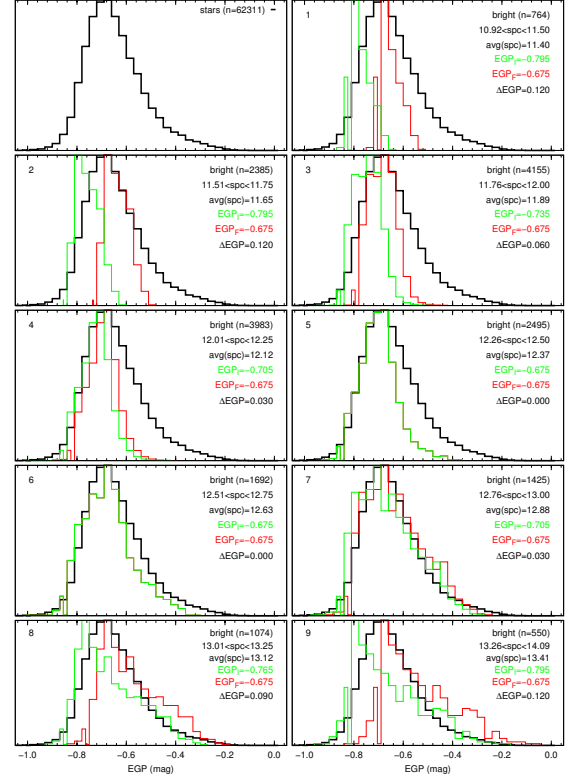 stars (n=62311)
1
bright (n=764)
10.92<spc<11.50
avg(spc)=11.40
EGP_I=−0.795
EGP_F=−0.675
ΔEGP=0.120
2
bright (n=2385)
11.51<spc<11.75
avg(spc)=11.65
EGP_I=−0.795
EGP_F=−0.675
ΔEGP=0.120
3
bright (n=4155)
11.76<spc<12.00
avg(spc)=11.89
EGP_I=−0.735
EGP_F=−0.675
ΔEGP=0.060
4
bright (n=3983)
12.01<spc<12.25
avg(spc)=12.12
EGP_I=−0.705
EGP_F=−0.675
ΔEGP=0.030
5
bright (n=2495)
12.26<spc<12.50
avg(spc)=12.37
EGP_I=−0.675
EGP_F=−0.675
ΔEGP=0.000
6
bright (n=1692)
12.51<spc<12.75
avg(spc)=12.63
EGP_I=−0.675
EGP_F=−0.675
ΔEGP=0.000
7
bright (n=1425)
12.76<spc<13.00
avg(spc)=12.88
EGP_I=−0.705
EGP_F=−0.675
ΔEGP=0.030
8
bright (n=1074)
13.01<spc<13.25
avg(spc)=13.12
EGP_I=−0.765
EGP_F=−0.675
ΔEGP=0.090
9
bright (n=550)
13.26<spc<14.09
avg(spc)=13.41
EGP_I=−0.795
EGP_F=−0.675
ΔEGP=0.120
−1.0 −0.8 −0.6 −0.4 −0.2 0.0
EGP (mag)
−1.0 −0.8 −0.6 −0.4 −0.2 0.0
EGP (mag)